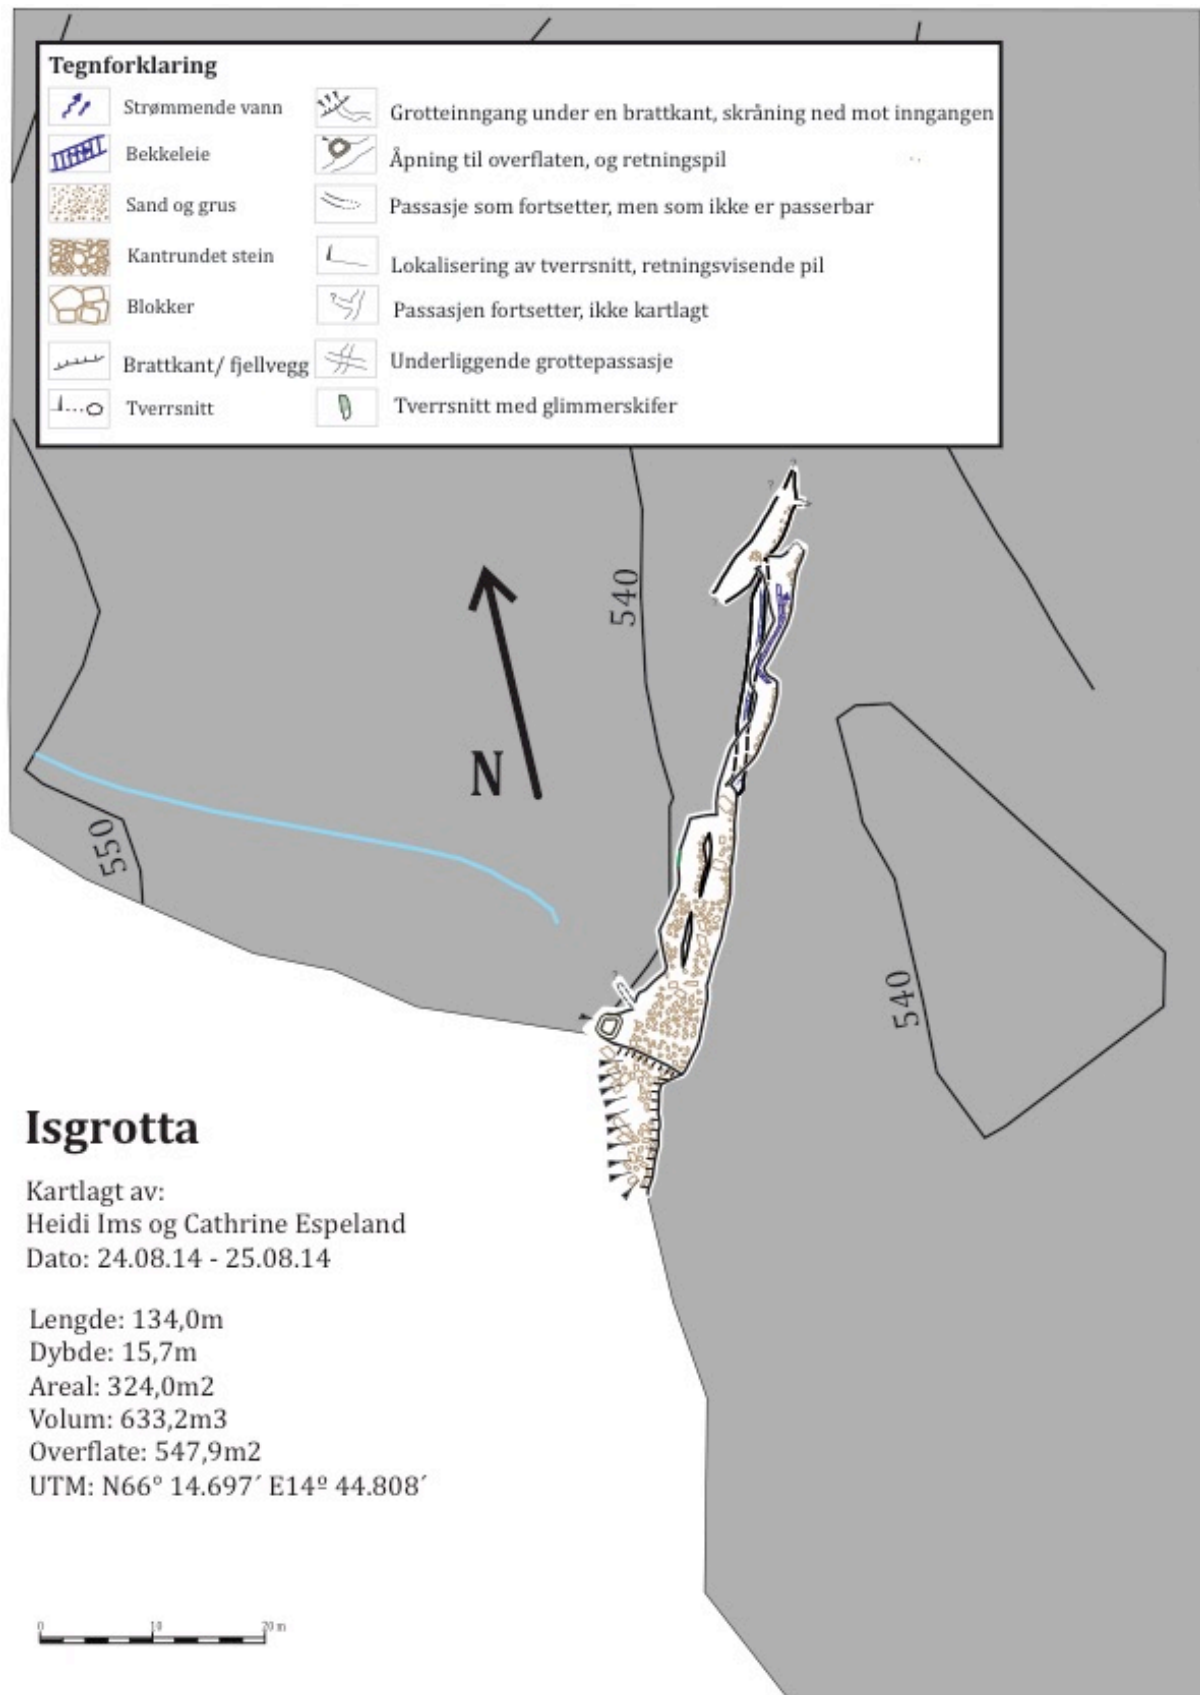 Tegnforklaring
Strømmende vann
Bekkeleie
Sand og grus
Kantrundet stein
Blokker
Brattkant/ fjellvegg
Tverrsnitt
Grotteinngang under en brattkant, skråning ned mot inngangen
Åpning til overflaten, og retningspil
Passasje som fortsetter, men som ikke er passerbar
Lokalisering av tverrsnitt, retningsvisende pil
Passasjen fortsetter, ikke kartlagt
Underliggende grottepassasje
Tverrsnitt med glimmerskifer
?
?
?
?
540
N
550
540
?
Isgrotta
Kartlagt av:
Heidi Ims og Cathrine Espeland
Dato: 24.08.14 - 25.08.14
Lengde: 134,0m
Dybde: 15,7m
Areal: 324,0m2
Volum: 633,2m3
Overflate: 547,9m2
UTM: N66° 14.697´ E14º 44.808´
0 10 20 m